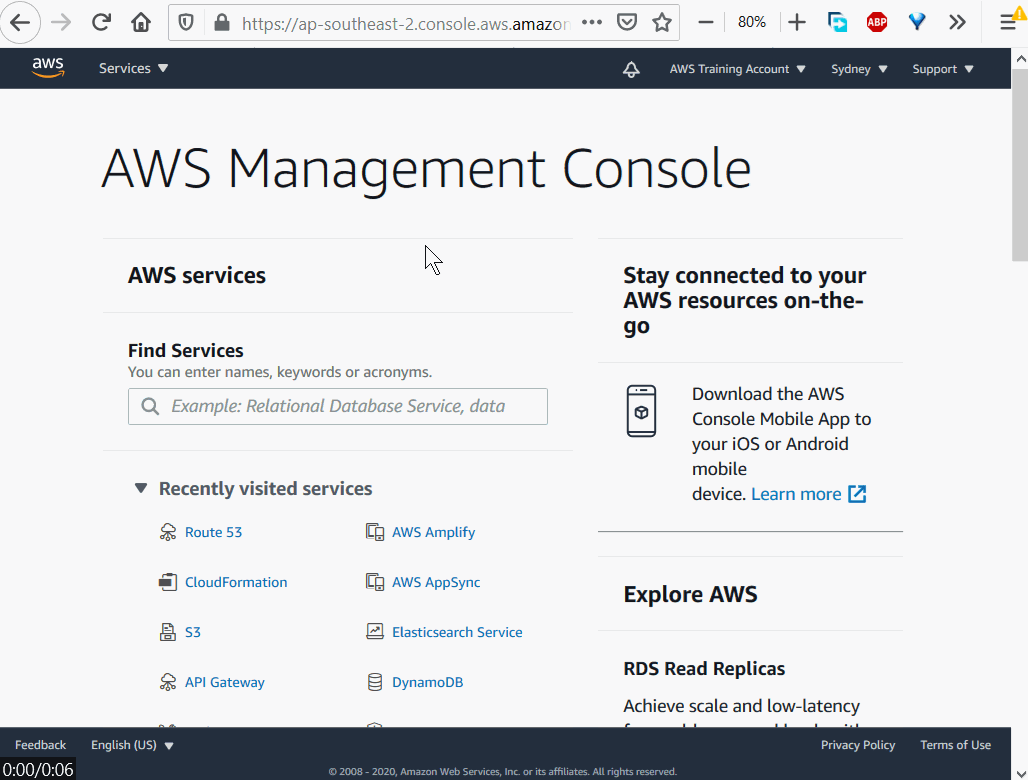 https://ap-southeast-2.console.aws.amazon
80%
ABP
aws
Services
AWS Training Account
Sydney
Support
AWS Management Console
AWS services
Find Services
You can enter names, keywords or acronyms.
Example: Relational Database Service, data
Recently visited services
Route 53
AWS Amplify
CloudFormation
AWS AppSync
S3
Elasticsearch Service
API Gateway
DynamoDB
Stay connected to your
AWS resources on-the-
go
Download the AWS
Console Mobile App to
your iOS or Android
mobile
device. Learn more
Explore AWS
RDS Read Replicas
Achieve scale and low-latency
Feedback
English (US)
Privacy Policy
Terms of Use
0:00/0:06
© 2008 - 2020, Amazon Web Services, Inc. or its affiliates. All rights reserved.